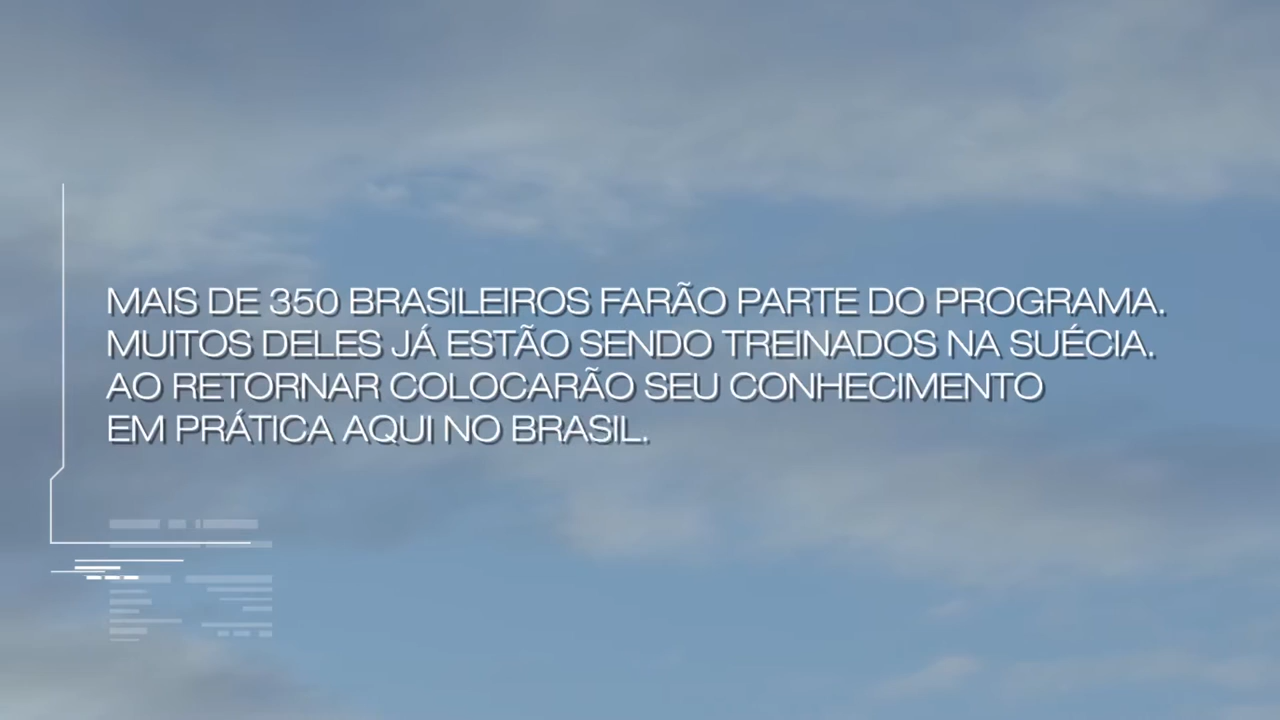 MAIS DE 350 BRASILEIROS FARÃO PARTE DO PROGRAMA.
MUITOS DELES JÁ ESTÃO SENDO TREINADOS NA SUÉCIA.
AO RETORNAR COLOCARÃO SEU CONHECIMENTO
EM PRÁTICA AQUI NO BRASIL.